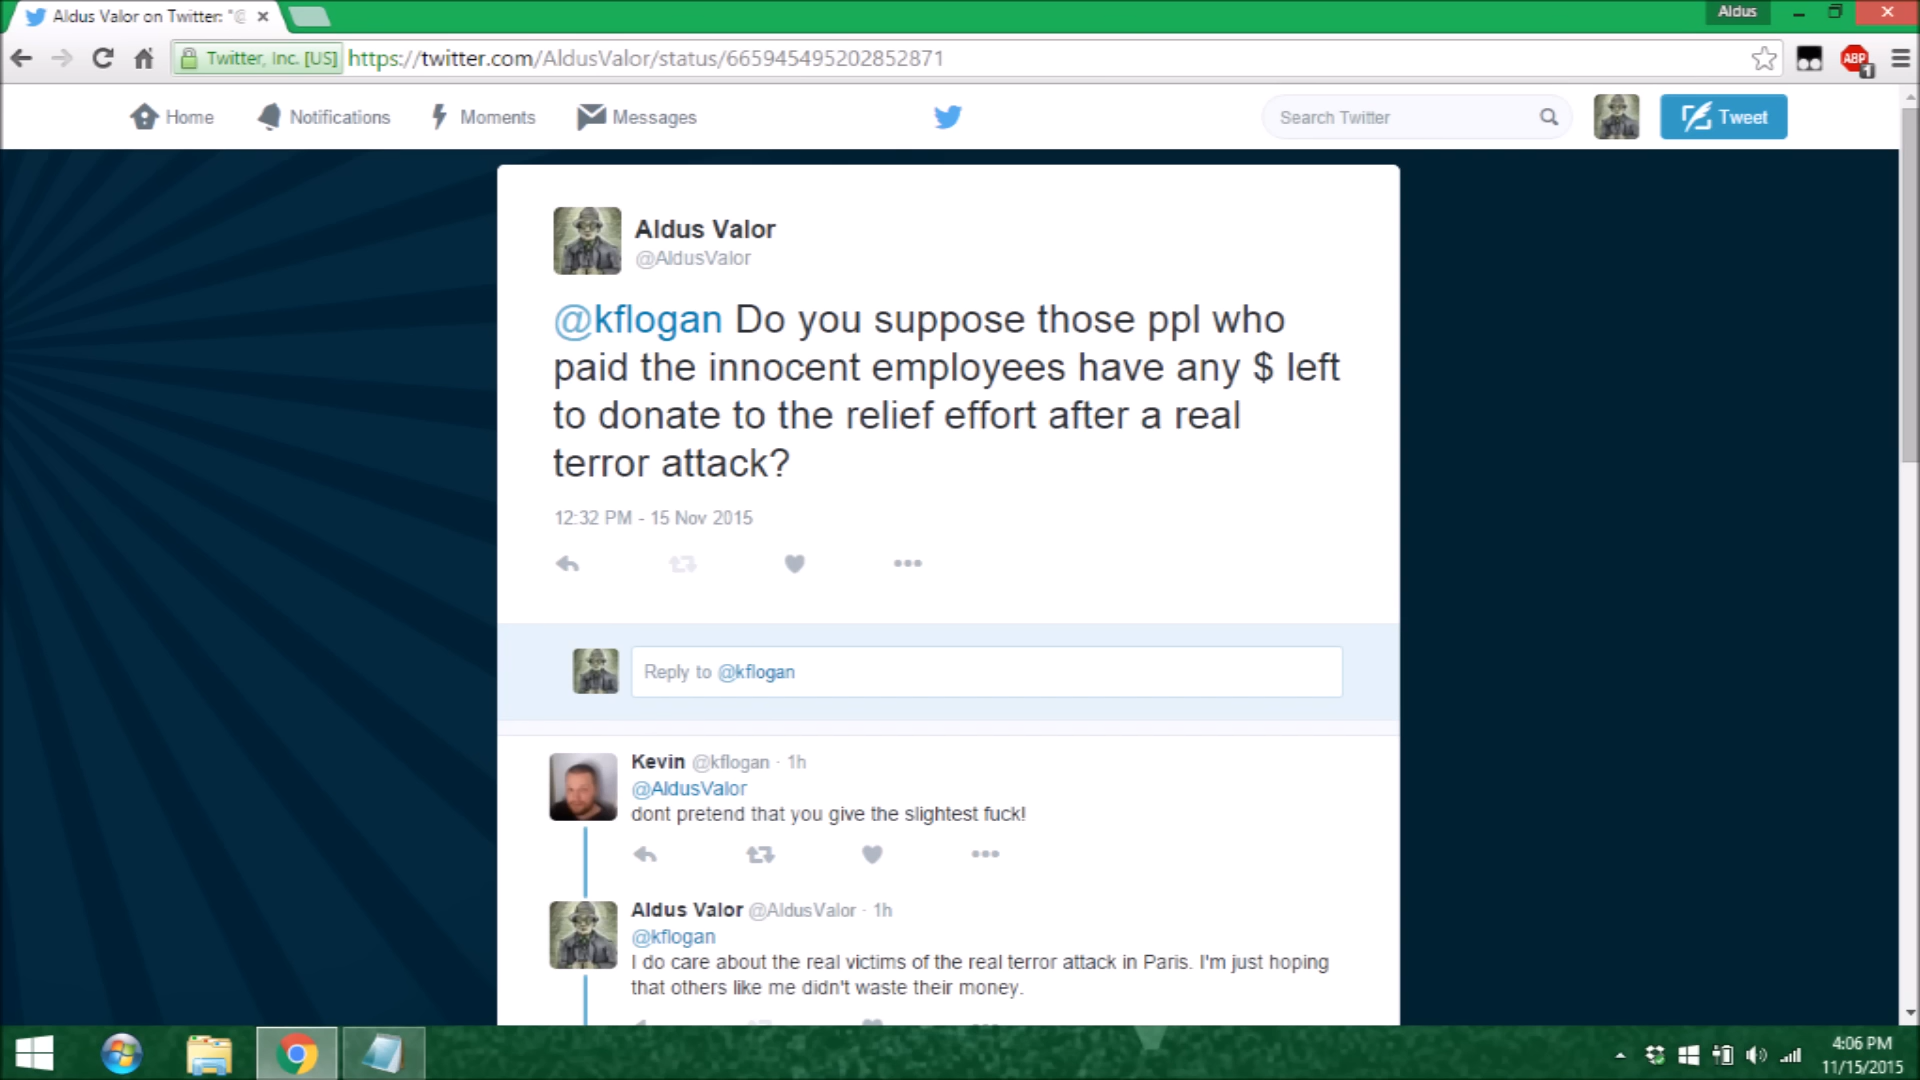 Aldus Valor on Twitter: "@
Aldus
Twitter, Inc. [US] https://twitter.com/AldusValor/status/665945495202852871
ABP
1
Home Notifications Moments Messages
Search Twitter
Tweet
Aldus Valor
@AldusValor
@kflogan Do you suppose those ppl who
paid the innocent employees have any $ left
to donate to the relief effort after a real
terror attack?
12:32 PM - 15 Nov 2015
Reply to @kflogan
Kevin @kflogan · 1h
@AldusValor
dont pretend that you give the slightest fuck!
Aldus Valor @AldusValor · 1h
@kflogan
I do care about the real victims of the real terror attack in Paris. I'm just hoping
that others like me didn't waste their money.
4:06 PM
11/15/2015